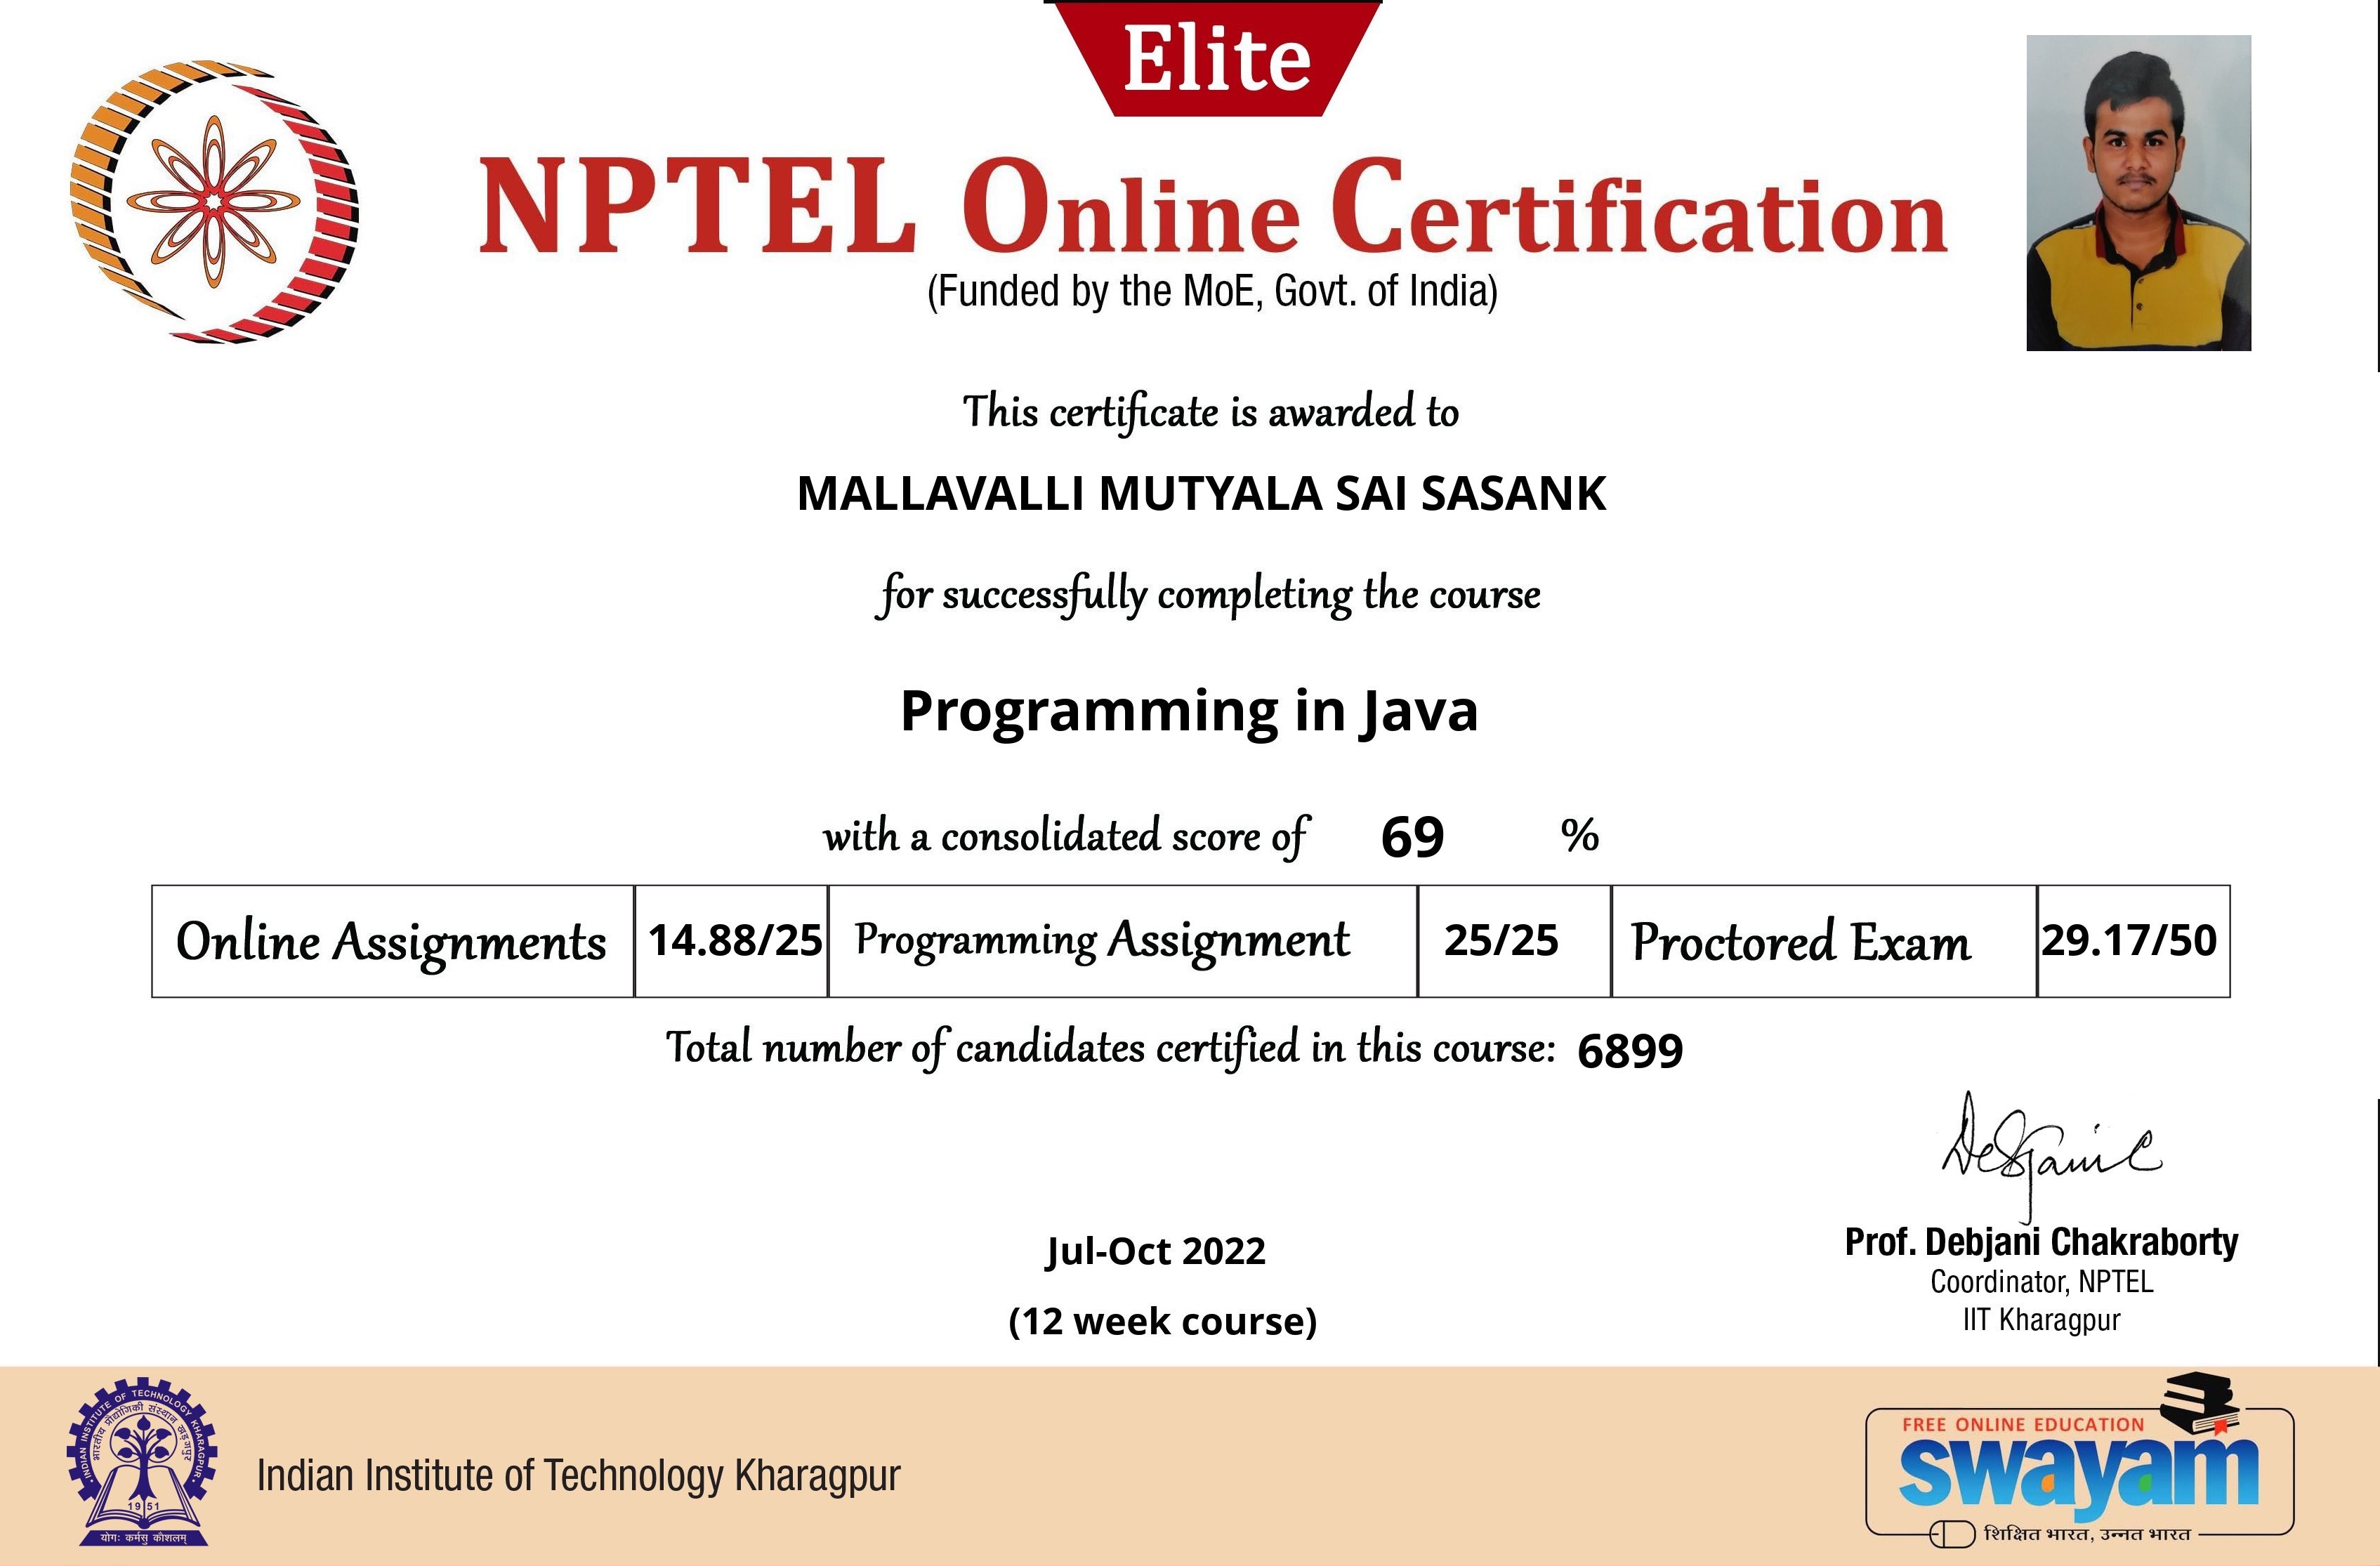 Elite
NPTEL Online Certification
(Funded by the MoE, Govt. of India)
This certificate is awarded to
MALLAVALLI MUTYALA SAI SASANK
for successfully completing the course
Programming in Java
with a consolidated score of 69 %
Online Assignments 14.88/25 Programming Assignment 25/25 Proctored Exam 29.17/50
Total number of candidates certified in this course: 6899
Jul-Oct 2022
(12 week course)
Prof. Debjani Chakraborty
Coordinator, NPTEL
IIT Kharagpur
INDIAN INSTITUTE OF TECHNOLOGY KHARAGPUR
भारतीय प्रौद्योगिकी संस्थान खड़गपुर
1951
योगः कर्मसु कौशलम्
Indian Institute of Technology Kharagpur
FREE ONLINE EDUCATION
swayam
शिक्षित भारत, उन्नत भारत